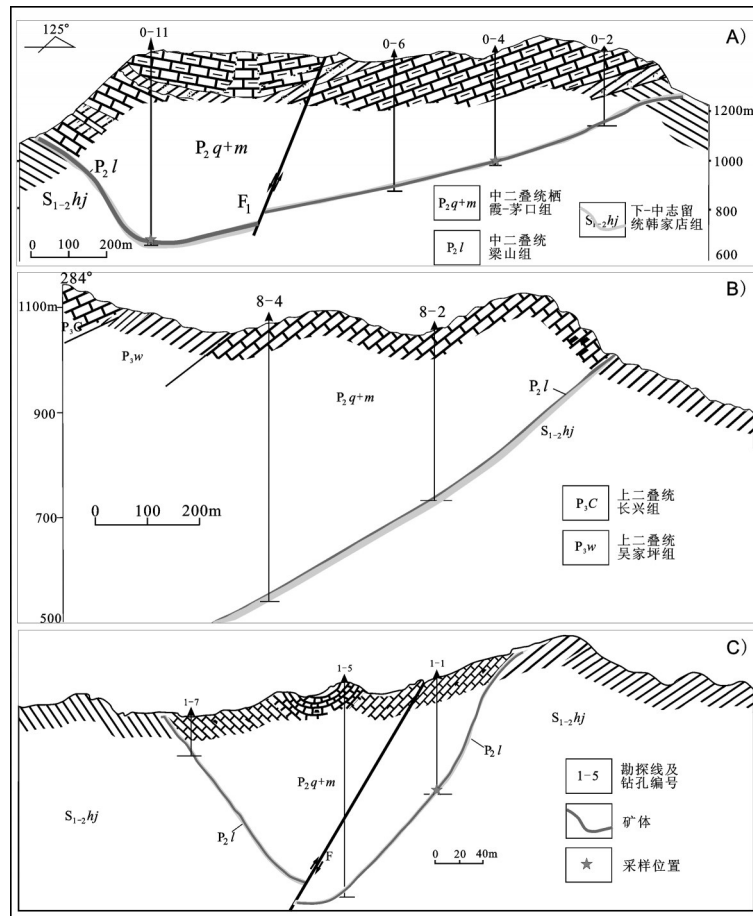 A)
125°
0-11
0-6
0-4
0-2
1200m
1000
800
600
P₂q+m
P₂l
S₁₋₂hj
F₁
0 100 200m
P₂q+m 中二叠统栖
霞-茅口组
P₂l 中二叠统
梁山组
S₁₋₂hj 下-中志留
统韩家店组
B)
284°
1100m
900
700
500
P₃C
P₃w
8-4
8-2
P₂q+m
P₂l
S₁₋₂hj
0 100 200m
P₃C 上二叠统
长兴组
P₃w 上二叠统
吴家坪组
C)
1-7
1-5
1-1
S₁₋₂hj
P₂l
P₂q+m
F
P₂l
S₁₋₂hj
0 20 40m
1-5 勘探线及
钻孔编号
矿体
采样位置